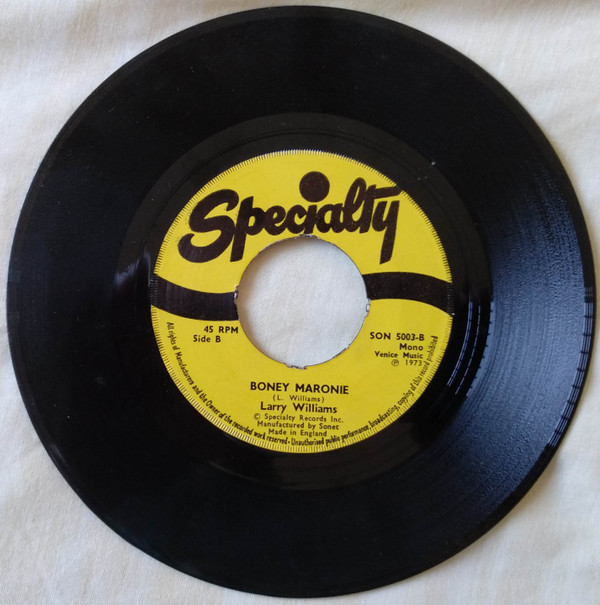 Specialty
45 RPM
Side B
SON 5003-B
Mono
Venice Music
℗ 1973
BONEY MARONIE
(L. Williams)
Larry Williams
© Specialty Records Inc.
Manufactured by Sonet
Made in England
All rights of Manufacturers and the Owner of the recorded work reserved · Unauthorised public performance, broadcasting, copying of this record prohibited